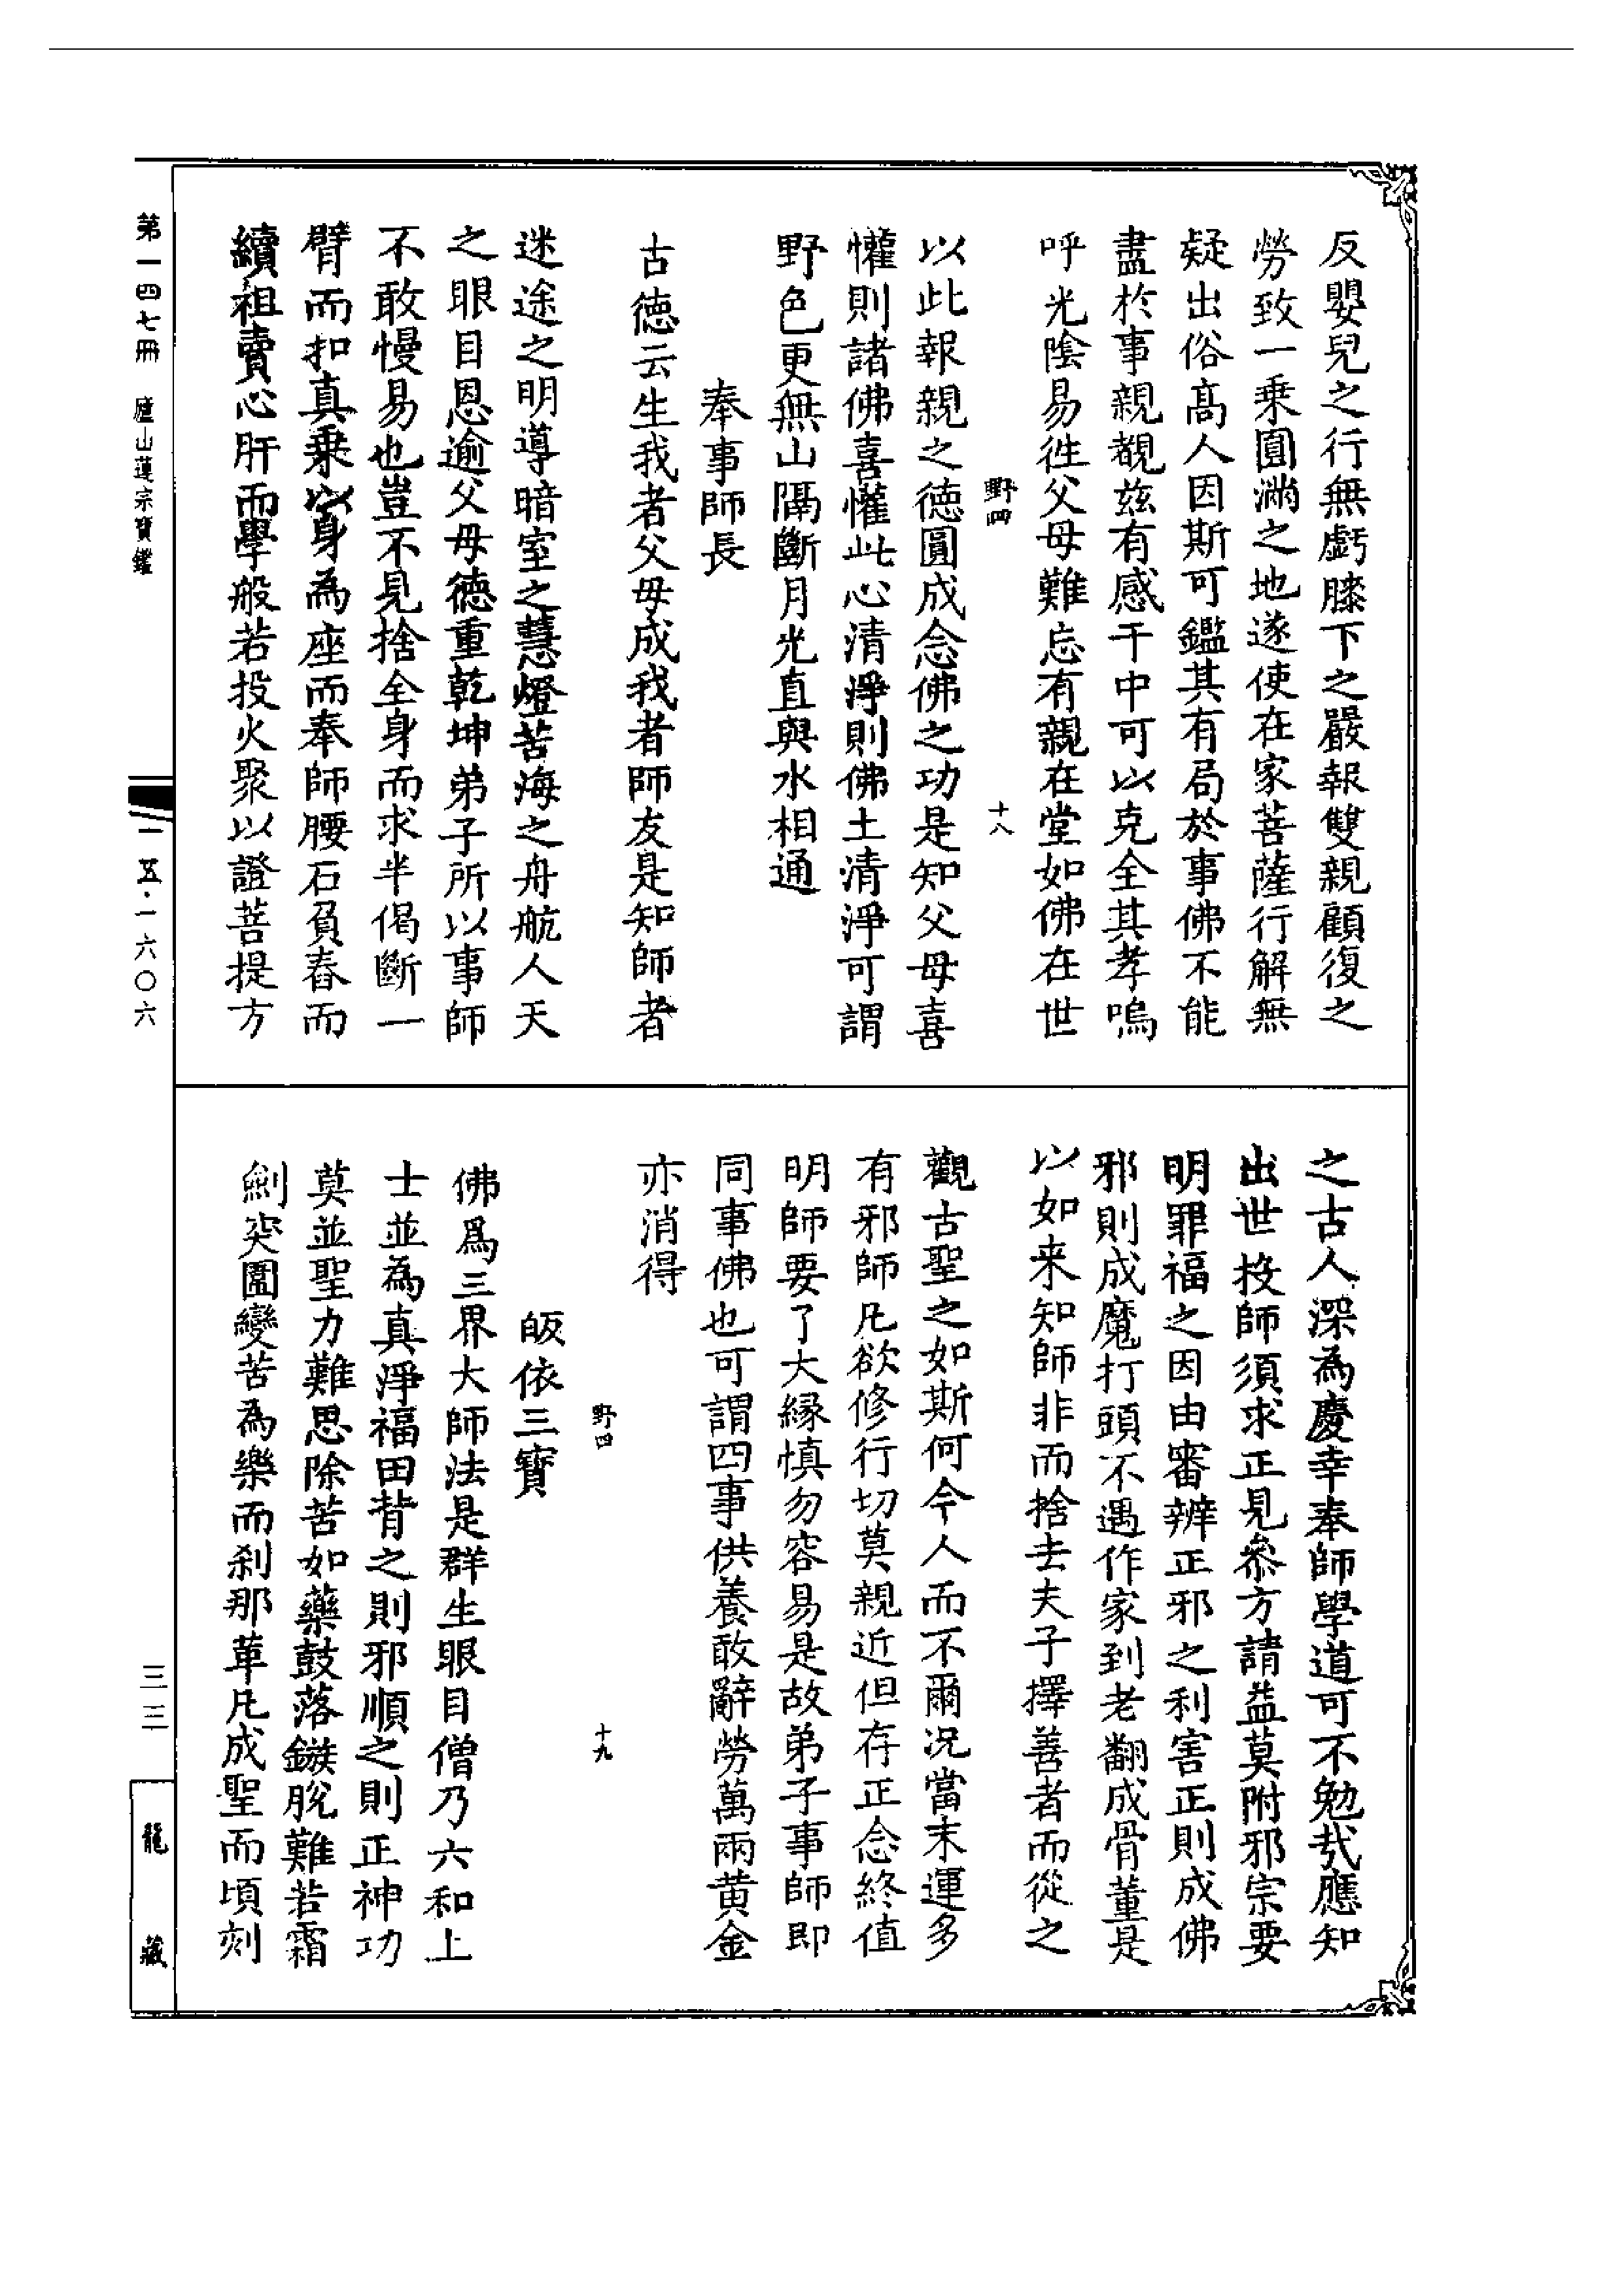 反嬰兒之行無虧膝下之嚴報雙親顧復之
勞致一乘圓滿之地遂使在家菩薩行解無
疑出俗高人因斯可鑑其有局於事佛不能
盡於事親覩茲有感于中可以克全其孝嗚
呼光陰易徃父母難忘有親在堂如佛在世
野四
十八
以此報親之德圓成念佛之功是知父母喜
懽則諸佛喜懽此心清淨則佛土清淨可謂
野色更無山隔斷月光直與水相通
奉事師長
古德云生我者父母成我者師友是知師者
迷途之明導暗室之慧燈苦海之舟航人天
之眼目恩逾父母德重乾坤弟子所以事師
不敢慢易也豈不見捨全身而求半偈斷一
臂而扣真乘以身為座而奉師腰石負舂而
續祖賣心肝而學般若投火聚以證菩提方
之古人深為慶幸奉師學道可不勉哉應知
出世投師須求正見叅方請益莫附邪宗要
明罪福之因由審辨正邪之利害正則成佛
邪則成魔打頭不遇作家到老翻成骨董是
以如来知師非而捨去夫子擇善者而從之
觀古聖之如斯何今人而不爾况當末運多
有邪師凡欲修行切莫親近但存正念終值
明師要了大緣慎勿容易是故弟子事師即
同事佛也可謂四事供養敢辭勞萬兩黄金
亦消得
野四
十九
皈依三寶
佛爲三界大師法是群生眼目僧乃六和上
士並為真淨福田背之則邪順之則正神功
莫並聖力難思除苦如藥鼓落鏃脫難若霜
劍突圍變苦為樂而刹那革凡成聖而頃刻
第一四七冊 廬山蓮宗寶鑑
一五·一六〇六
三三
龍藏